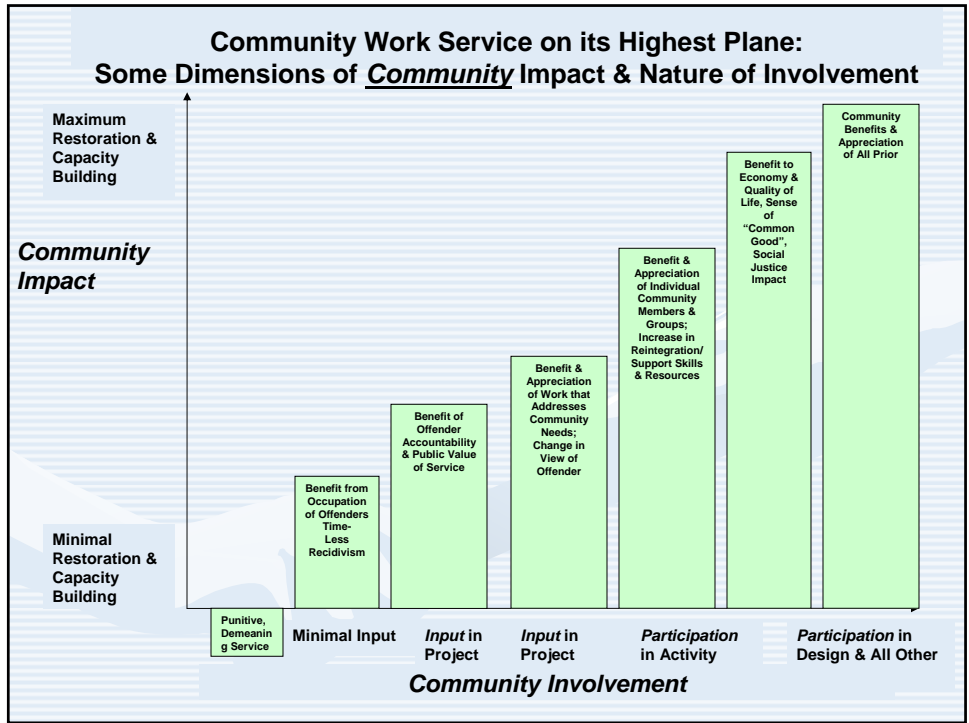 Community Work Service on its Highest Plane:
Some Dimensions of Community Impact & Nature of Involvement
Maximum
Restoration &
Capacity
Building
Community
Impact
Minimal
Restoration &
Capacity
Building
Punitive,
Demeanin
g Service
Benefit from
Occupation
of Offenders
Time-
Less
Recidivism
Benefit of
Offender
Accountability
& Public Value
of Service
Benefit &
Appreciation
of Work that
Addresses
Community
Needs;
Change in
View of
Offender
Benefit &
Appreciation
of Individual
Community
Members &
Groups;
Increase in
Reintegration/
Support Skills
& Resources
Benefit to
Economy &
Quality of
Life, Sense
of
“Common
Good”,
Social
Justice
Impact
Community
Benefits &
Appreciation
of All Prior
Minimal Input
Input in
Project
Input in
Project
Participation
in Activity
Participation in
Design & All Other
Community Involvement